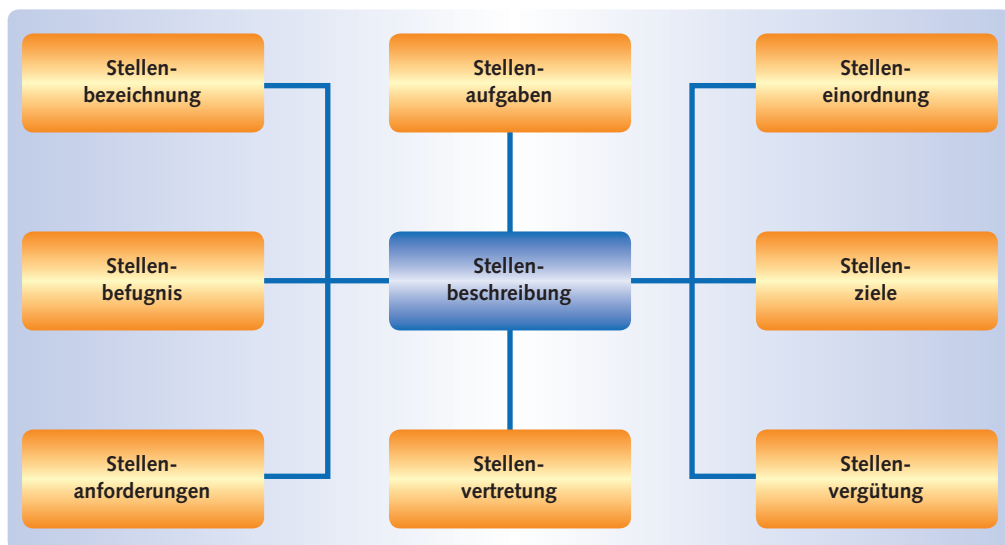 Stellen-
bezeichnung
Stellen-
aufgaben
Stellen-
einordnung
Stellen-
befugnis
Stellen-
beschreibung
Stellen-
ziele
Stellen-
anforderungen
Stellen-
vertretung
Stellen-
vergütung